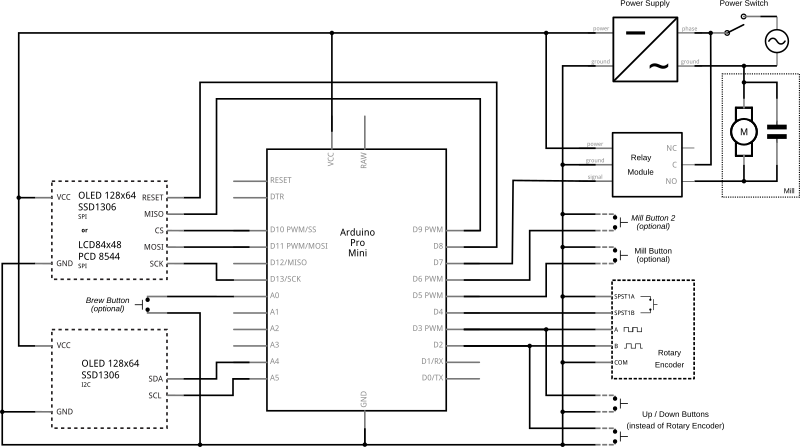 Power Supply
Power Switch
power
phase
ground
ground
M
Mill
power
ground
signal
Relay
Module
NC
C
NO
VCC
RAW
RESET
DTR
D10 PWM/SS
D11 PWM/MOSI
D12/MISO
D13/SCK
A0
A1
A2
A3
A4
A5
Arduino
Pro
Mini
D9 PWM
D8
D7
D6 PWM
D5 PWM
D4
D3 PWM
D2
D1/RX
D0/TX
GND
VCC
GND
OLED 128x64
SSD1306
SPI
or
LCD84x48
PCD 8544
SPI
RESET
MISO
CS
MOSI
SCK
Brew Button
(optional)
VCC
GND
OLED 128x64
SSD1306
I2C
SDA
SCL
Mill Button 2
(optional)
Mill Button
(optional)
SPST1A
SPST1B
A
B
COM
Rotary
Encoder
Up / Down Buttons
(instead of Rotary Encoder)